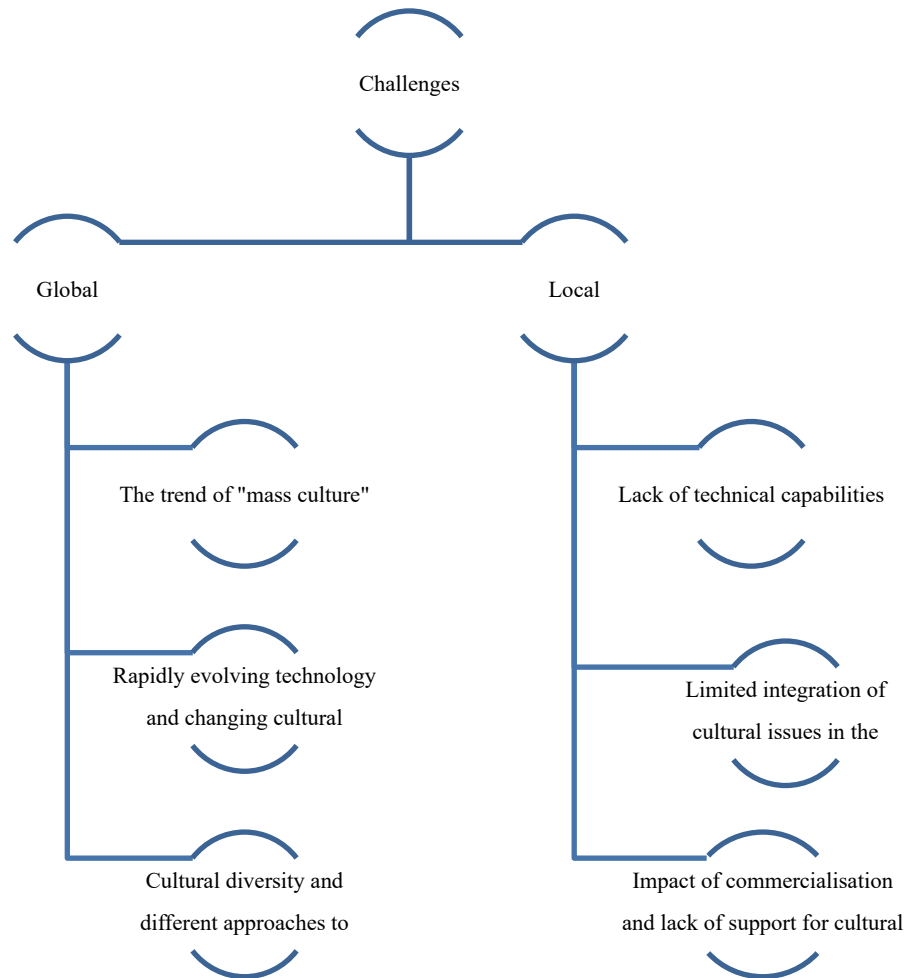 Challenges
Global
Local
The trend of "mass culture"
Lack of technical capabilities
Rapidly evolving technology
and changing cultural
Limited integration of
cultural issues in the
Cultural diversity and
different approaches to
Impact of commercialisation
and lack of support for cultural